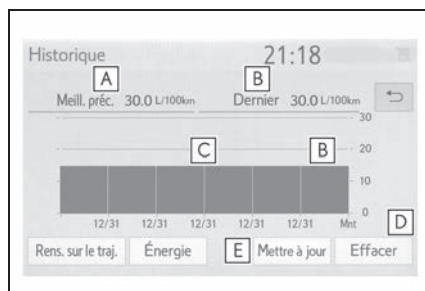 Historique 21:18
A B
Meill. préc. 30.0 L/100km Dernier 30.0 L/100km
30
C B 20
10
0
12/31 12/31 12/31 12/31 12/31 Mnt D
Rens. sur le traj. Énergie E Mettre à jour Effacer